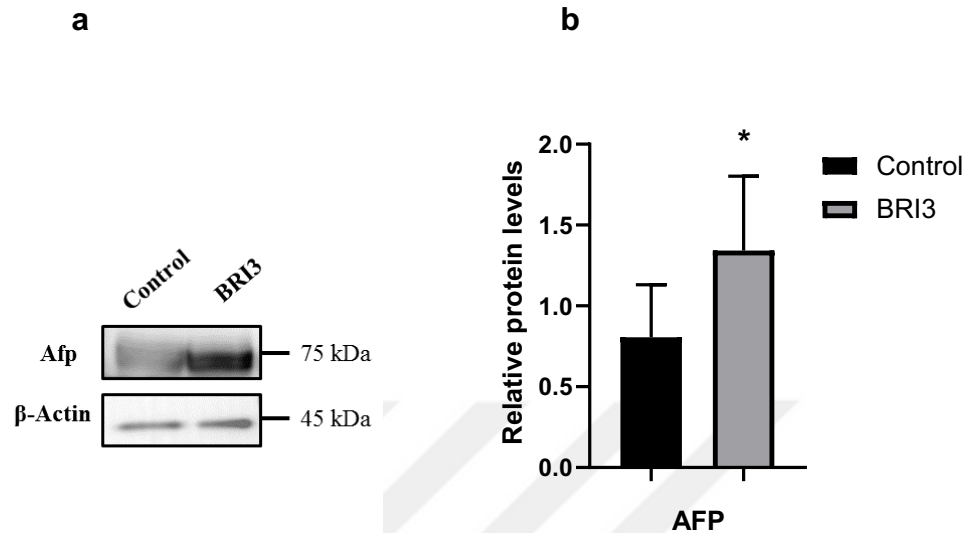 a
b
Control
BRI3
Afp
75 kDa
β-Actin
45 kDa
*
2.0
1.5
1.0
0.5
0.0
Relative protein levels
Control
BRI3
AFP